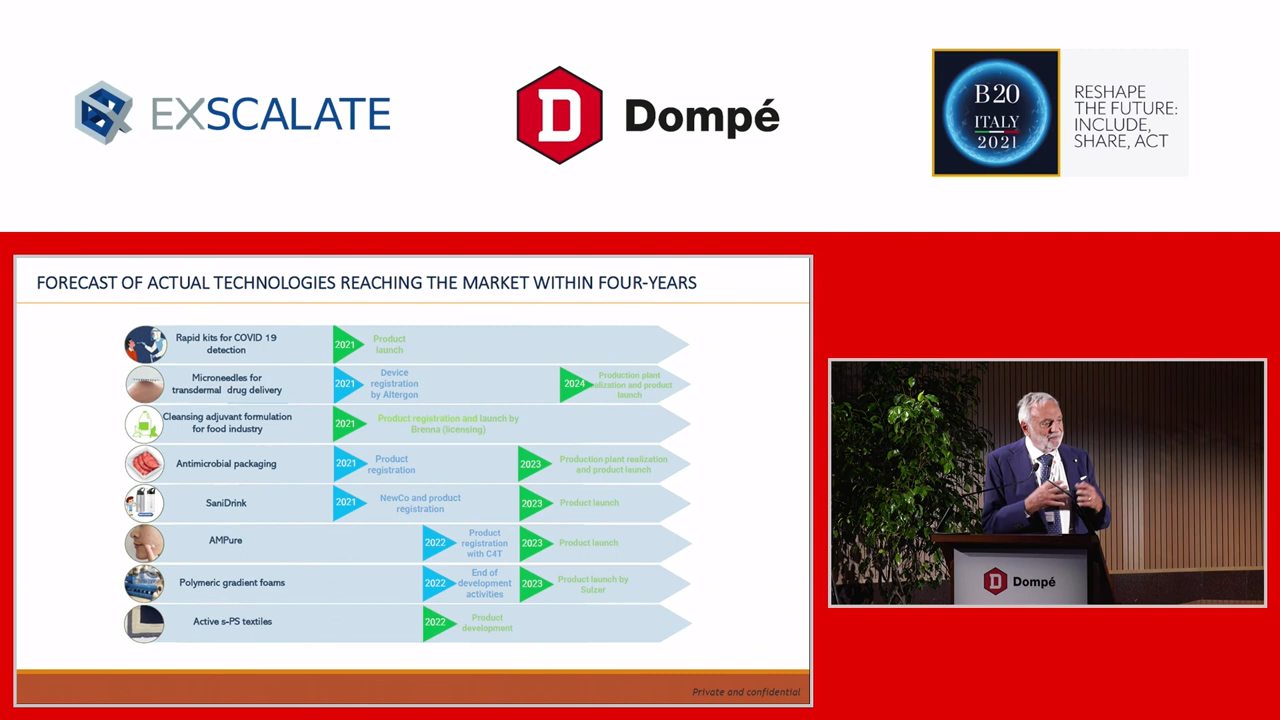 EXSCALATE
D
Dompé
B20
ITALY
2021
RESHAPE
THE FUTURE:
INCLUDE,
SHARE, ACT
FORECAST OF ACTUAL TECHNOLOGIES REACHING THE MARKET WITHIN FOUR-YEARS
Rapid kits for COVID 19
detection
2021
Product
launch
Microneedles for
transdermal drug delivery
2021
Device
registration
by Altergon
2024
Production plant
alization and product
launch
Cleansing adjuvant formulation
for food industry
2021
Product registration and launch by
Brenna (licensing)
Antimicrobial packaging
2021
Product
registration
2023
Production plant realization
and product launch
SaniDrink
2021
NewCo and product
registration
2023
Product launch
AMPure
2022
Product
registration
with C4T
2023
Product launch
Polymeric gradient foams
2022
End of
development
activities
2023
Product launch by
Sulzer
Active s-PS textiles
2022
Product
development
Private and confidential
D
Dompé